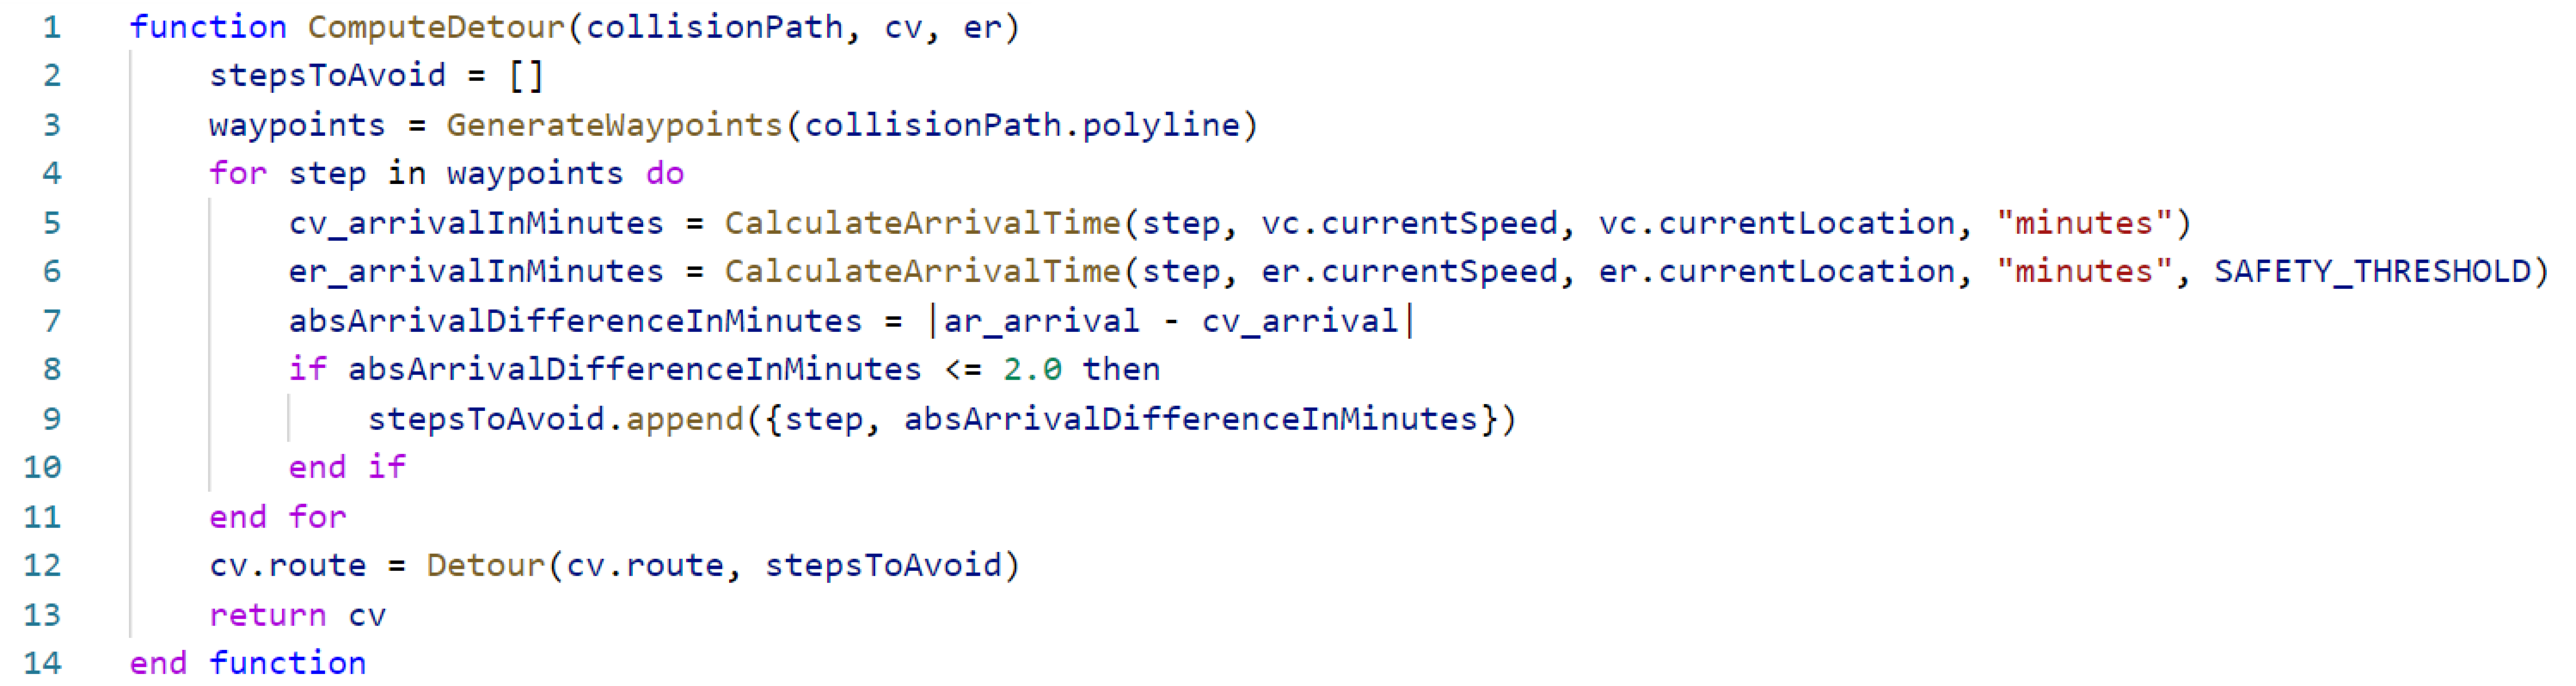 1 function ComputeDetour(collisionPath, cv, er)
2 stepsToAvoid = []
3 waypoints = GenerateWaypoints(collisionPath.polyline)
4 for step in waypoints do
5 cv_arrivalInMinutes = CalculateArrivalTime(step, vc.currentSpeed, vc.currentLocation, "minutes")
6 er_arrivalInMinutes = CalculateArrivalTime(step, er.currentSpeed, er.currentLocation, "minutes", SAFETY_THRESHOLD)
7 absArrivalDifferenceInMinutes = |ar_arrival - cv_arrival|
8 if absArrivalDifferenceInMinutes <= 2.0 then
9 stepsToAvoid.append({step, absArrivalDifferenceInMinutes})
10 end if
11 end for
12 cv.route = Detour(cv.route, stepsToAvoid)
13 return cv
14 end function